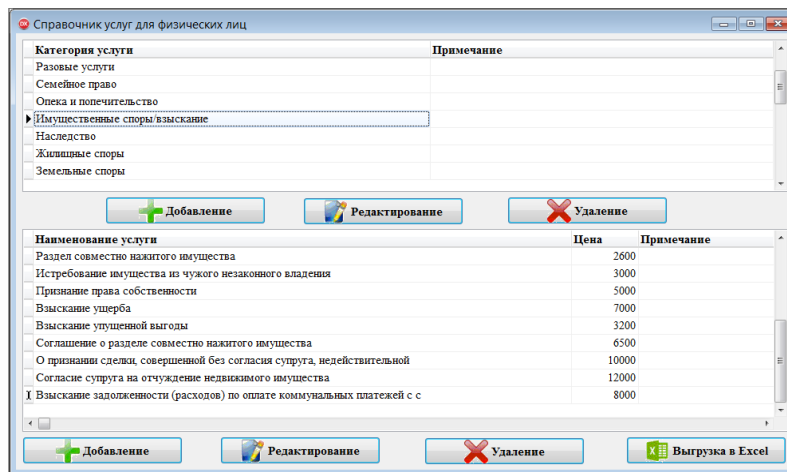 Справочник услуг для физических лиц
Категория услуги Примечание
Разовые услуги
Семейное право
Опека и попечительство
Имущественные споры/взыскание
Наследство
Жилищные споры
Земельные споры
Добавление Редактирование Удаление
Наименование услуги Цена Примечание
Раздел совместно нажитого имущества 2600
Истребование имущества из чужого незаконного владения 3000
Признание права собственности 5000
Взыскание ущерба 7000
Взыскание упущенной выгоды 3200
Соглашение о разделе совместно нажитого имущества 6500
О признании сделки, совершенной без согласия супруга, недействительной 10000
Согласие супруга на отчуждение недвижимого имущества 12000
Взыскание задолженности (расходов) по оплате коммунальных платежей с с 8000
Добавление Редактирование Удаление Выгрузка в Excel